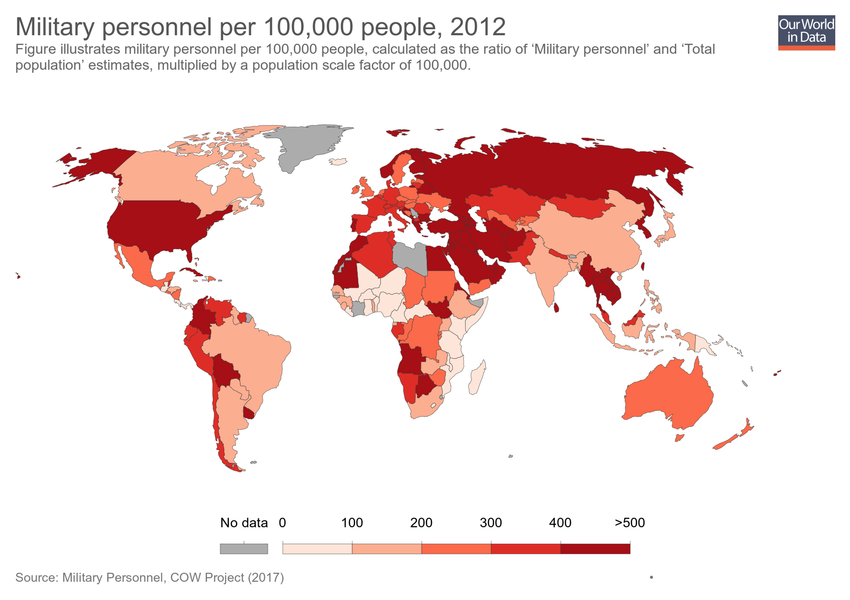 Military personnel per 100,000 people, 2012
Our World
in Data
Figure illustrates military personnel per 100,000 people, calculated as the ratio of ‘Military personnel’ and ‘Total
population’ estimates, multiplied by a population scale factor of 100,000.
No data 0 100 200 300 400 >500
Source: Military Personnel, COW Project (2017)